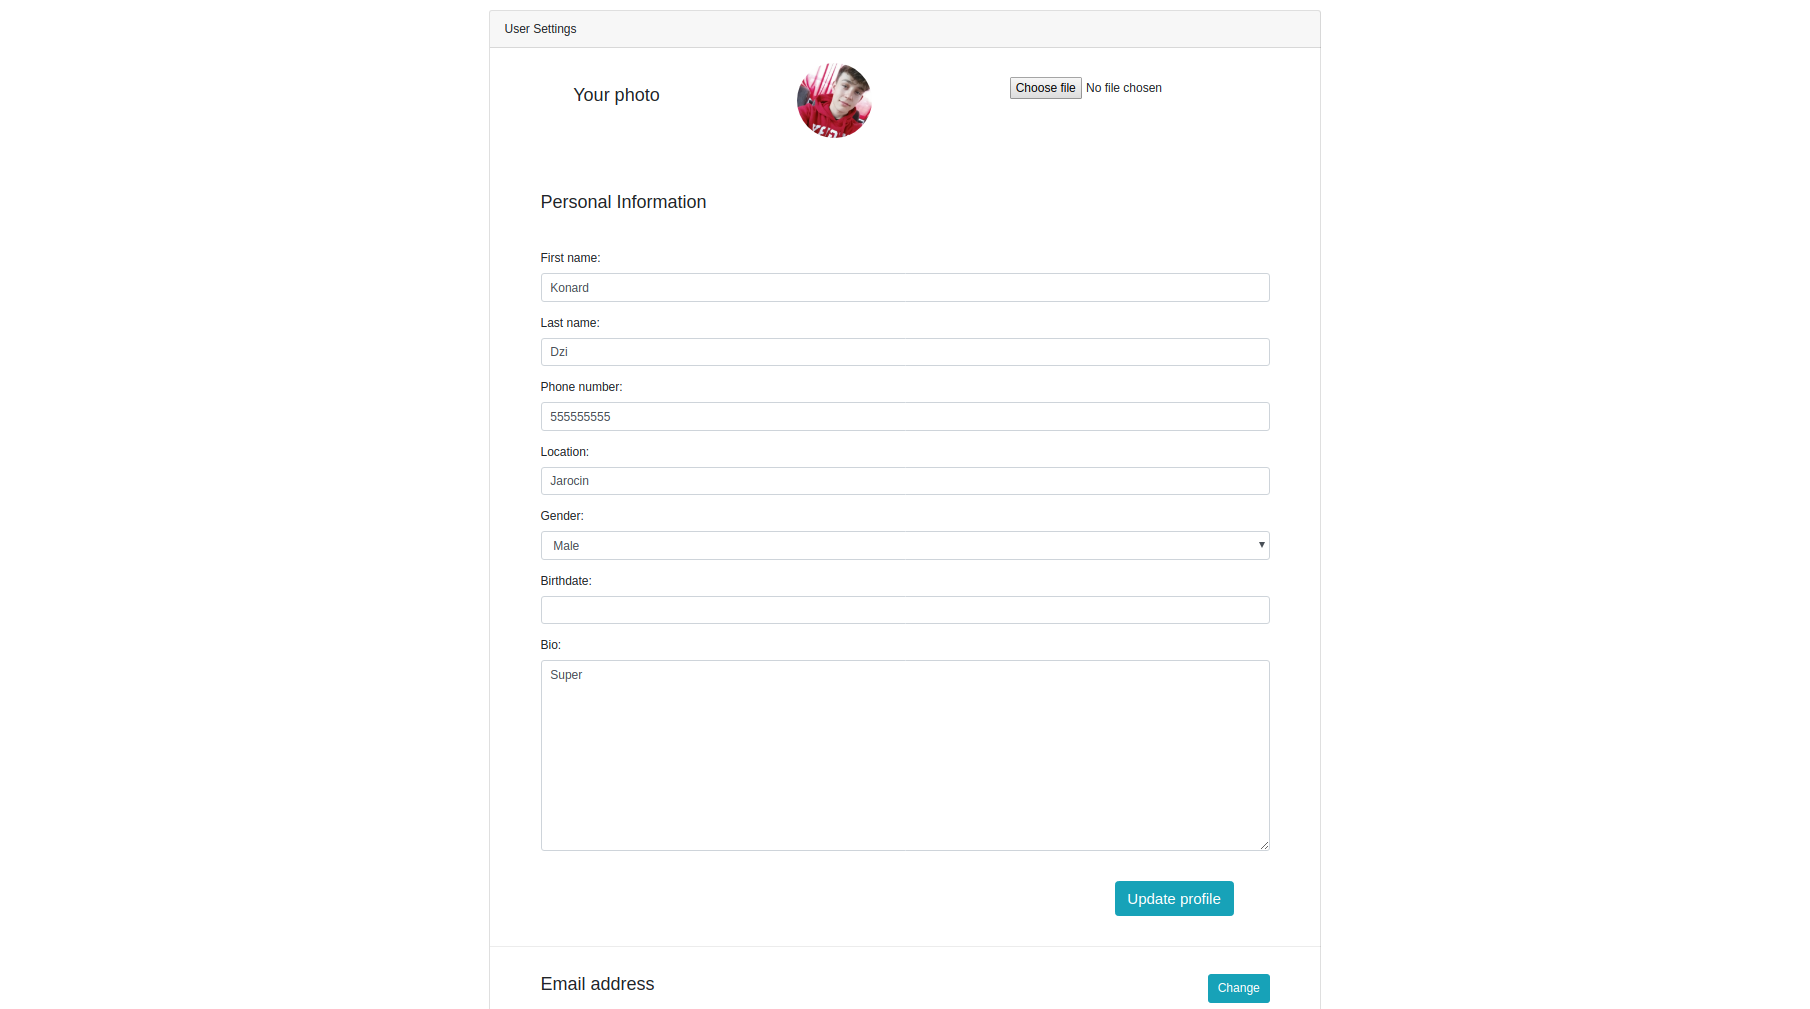 User Settings
Your photo
Choose file No file chosen
Personal Information
First name:
Konard
Last name:
Dzi
Phone number:
555555555
Location:
Jarocin
Gender:
Male
Birthdate:
Bio:
Super
Update profile
Email address
Change